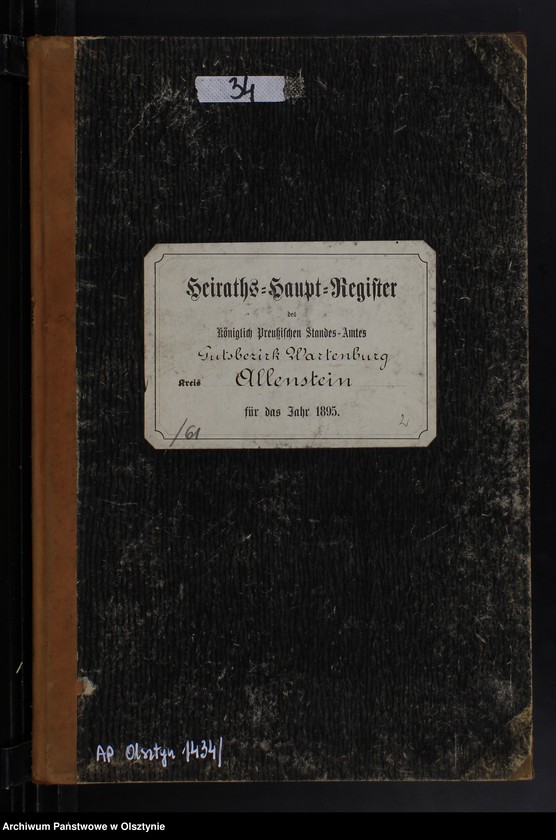 34
Heiraths-Haupt-Register
des
Königlich Preußischen Standes-Amtes
Gutsbezirk Wartenburg
Kreis Allenstein
für das Jahr 1895.
/61
2
AP Olsztyn 1434/
Archiwum Państwowe w Olsztynie